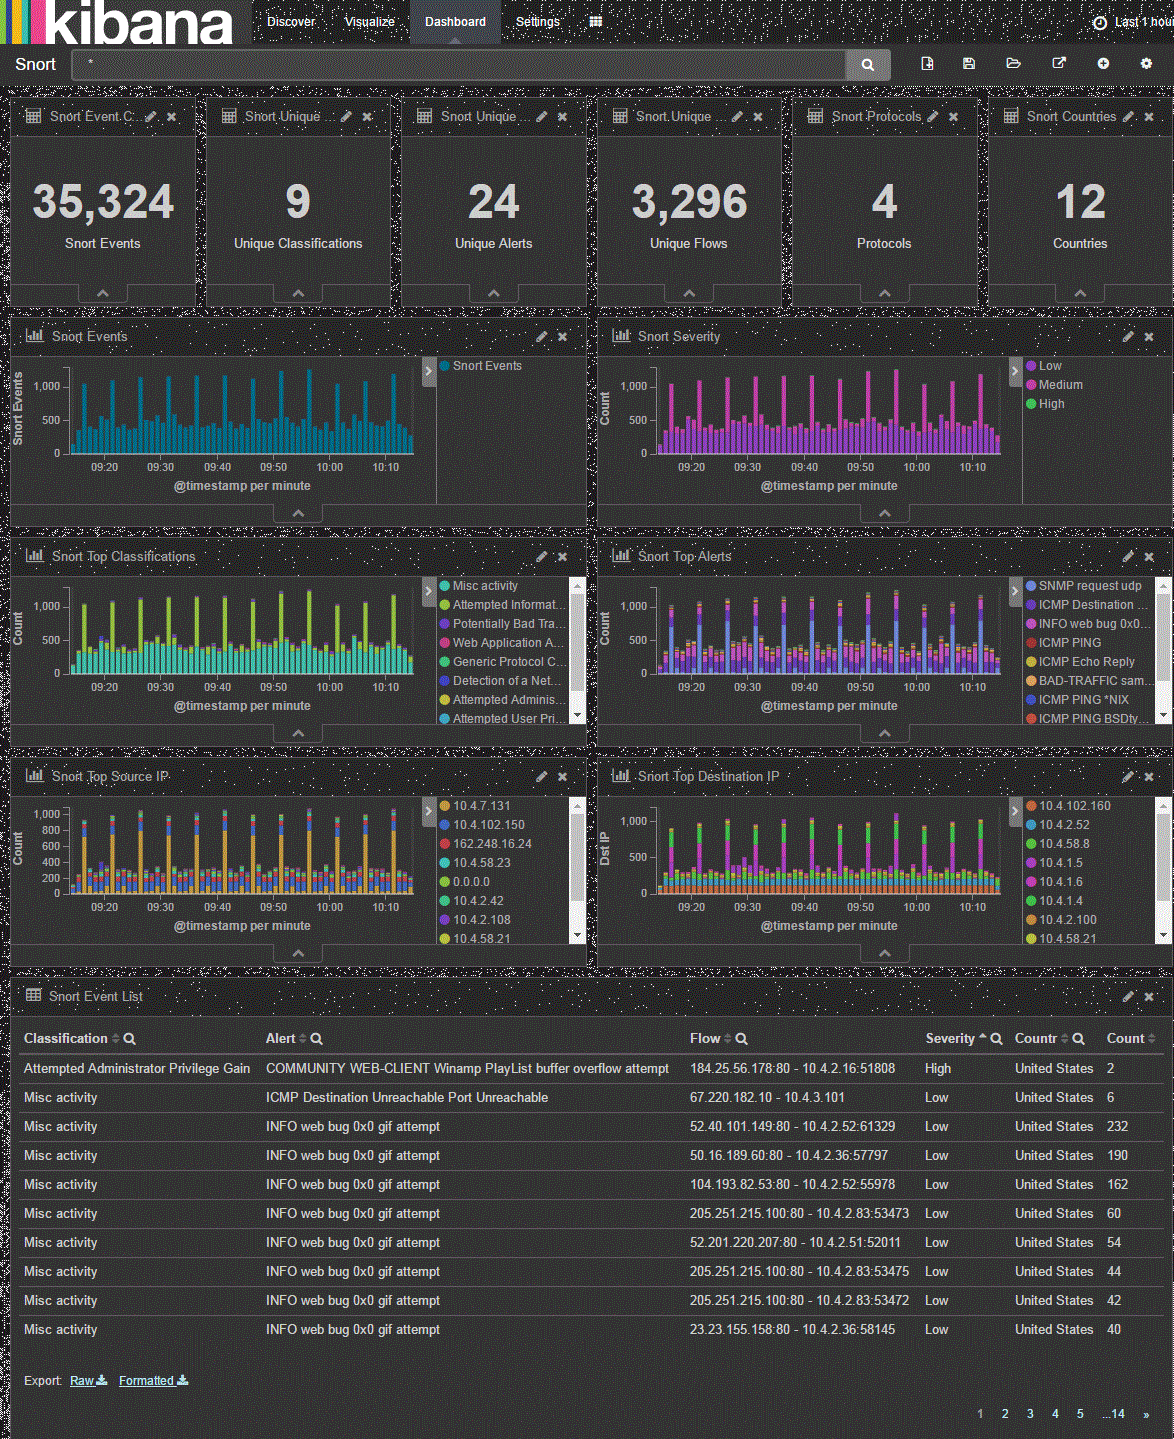 kibana Discover Visualize Dashboard Settings Last 1 hour
Snort *
Snort Event C... Snort Unique ... Snort Unique ... Snort Unique ... Snort Protocols Snort Countries
35,324 9 24 3,296 4 12
Snort Events Unique Classifications Unique Alerts Unique Flows Protocols Countries
Snort Events
Snort Events
1,000
500
0
09:20 09:30 09:40 09:50 10:00 10:10
@timestamp per minute
Snort Events
Snort Severity
Count
1,000
500
0
09:20 09:30 09:40 09:50 10:00 10:10
@timestamp per minute
Low
Medium
High
Snort Top Classifications
Count
1,000
500
0
09:20 09:30 09:40 09:50 10:00 10:10
@timestamp per minute
Misc activity
Attempted Informat...
Potentially Bad Tra...
Web Application A...
Generic Protocol C...
Detection of a Net...
Attempted Adminis...
Attempted User Pri...
Snort Top Alerts
Count
1,000
500
0
09:20 09:30 09:40 09:50 10:00 10:10
@timestamp per minute
SNMP request udp
ICMP Destination ...
INFO web bug 0x0...
ICMP PING
ICMP Echo Reply
BAD-TRAFFIC sam...
ICMP PING *NIX
ICMP PING BSDty...
Snort Top Source IP
Count
1,000
800
600
400
200
0
09:20 09:30 09:40 09:50 10:00 10:10
@timestamp per minute
10.4.7.131
10.4.102.150
162.248.16.24
10.4.58.23
0.0.0.0
10.4.2.42
10.4.2.108
10.4.58.21
Snort Top Destination IP
Dst IP
1,000
500
0
09:20 09:30 09:40 09:50 10:00 10:10
@timestamp per minute
10.4.102.160
10.4.2.52
10.4.58.8
10.4.1.5
10.4.1.6
10.4.1.4
10.4.2.100
10.4.58.21
Snort Event List
Classification Alert Flow Severity Countr Count
Attempted Administrator Privilege Gain COMMUNITY WEB-CLIENT Winamp PlayList buffer overflow attempt 184.25.56.178:80 - 10.4.2.16:51808 High United States 2
Misc activity ICMP Destination Unreachable Port Unreachable 67.220.182.10 - 10.4.3.101 Low United States 6
Misc activity INFO web bug 0x0 gif attempt 52.40.101.149:80 - 10.4.2.52:61329 Low United States 232
Misc activity INFO web bug 0x0 gif attempt 50.16.189.60:80 - 10.4.2.36:57797 Low United States 190
Misc activity INFO web bug 0x0 gif attempt 104.193.82.53:80 - 10.4.2.52:55978 Low United States 162
Misc activity INFO web bug 0x0 gif attempt 205.251.215.100:80 - 10.4.2.83:53473 Low United States 60
Misc activity INFO web bug 0x0 gif attempt 52.201.220.207:80 - 10.4.2.51:52011 Low United States 54
Misc activity INFO web bug 0x0 gif attempt 205.251.215.100:80 - 10.4.2.83:53475 Low United States 44
Misc activity INFO web bug 0x0 gif attempt 205.251.215.100:80 - 10.4.2.83:53472 Low United States 42
Misc activity INFO web bug 0x0 gif attempt 23.23.155.158:80 - 10.4.2.36:58145 Low United States 40
Export: Raw Formatted
1 2 3 4 5 ...14 »